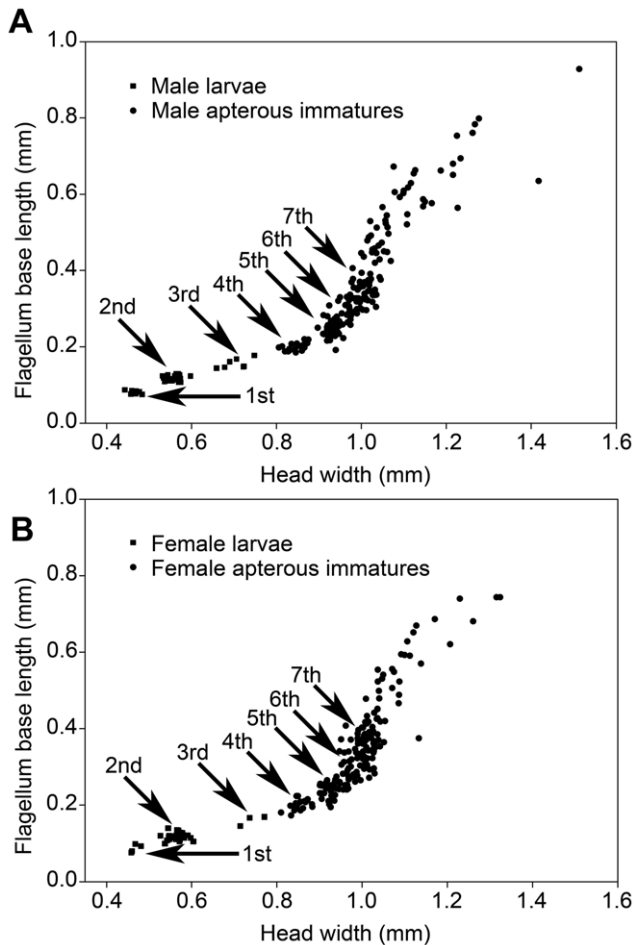 A
1.0
Male larvae
Male apterous immatures
0.8
0.6
Flagellum base length (mm)
7th
6th
0.4
5th
4th
3rd
2nd
0.2
1st
0.0
0.4 0.6 0.8 1.0 1.2 1.4 1.6
Head width (mm)
B
1.0
Female larvae
Female apterous immatures
0.8
0.6
Flagellum base length (mm)
7th
6th
0.4
5th
4th
3rd
2nd
0.2
1st
0.0
0.4 0.6 0.8 1.0 1.2 1.4 1.6
Head width (mm)